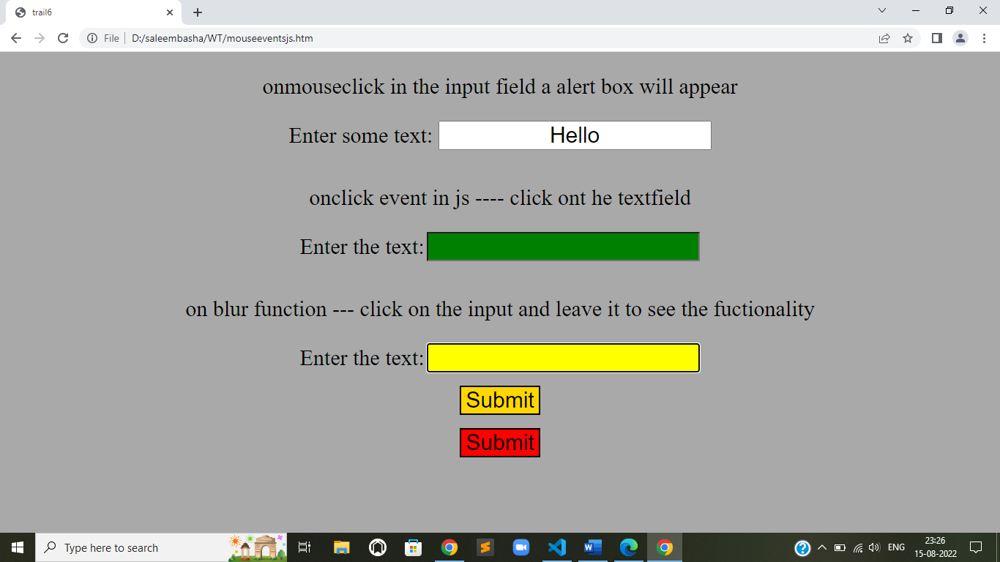 trail6
File D:/saleembasha/WT/mouseeventsjs.htm
onmouseclick in the input field a alert box will appear
Enter some text: Hello
onclick event in js ---- click ont he textfield
Enter the text:
on blur function --- click on the input and leave it to see the fuctionality
Enter the text:
Submit
Submit
Type here to search
ENG
23:26
15-08-2022